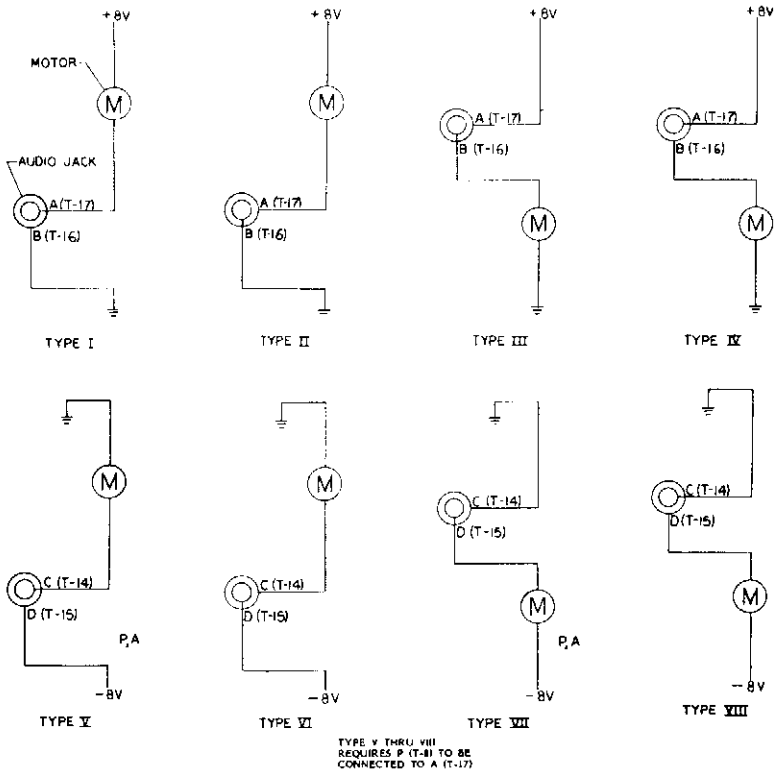 +8V
+8V
+8V
+8V
MOTOR
M
M
AUDIO JACK
A (T-17)
B (T-16)
A (T-17)
B (T-16)
A (T-17)
B (T-16)
M
A (T-17)
B (T-16)
M
TYPE I
TYPE II
TYPE III
TYPE IV
M
M
C (T-14)
D (T-15)
C (T-14)
D (T-15)
C (T-14)
D (T-15)
C (T-14)
D (T-15)
M
M
P,A
P,A
-8V
-8V
-8V
-8V
TYPE V
TYPE VI
TYPE VII
TYPE VIII
TYPE V THRU VIII
REQUIRES P (T-8) TO BE
CONNECTED TO A (T-17)